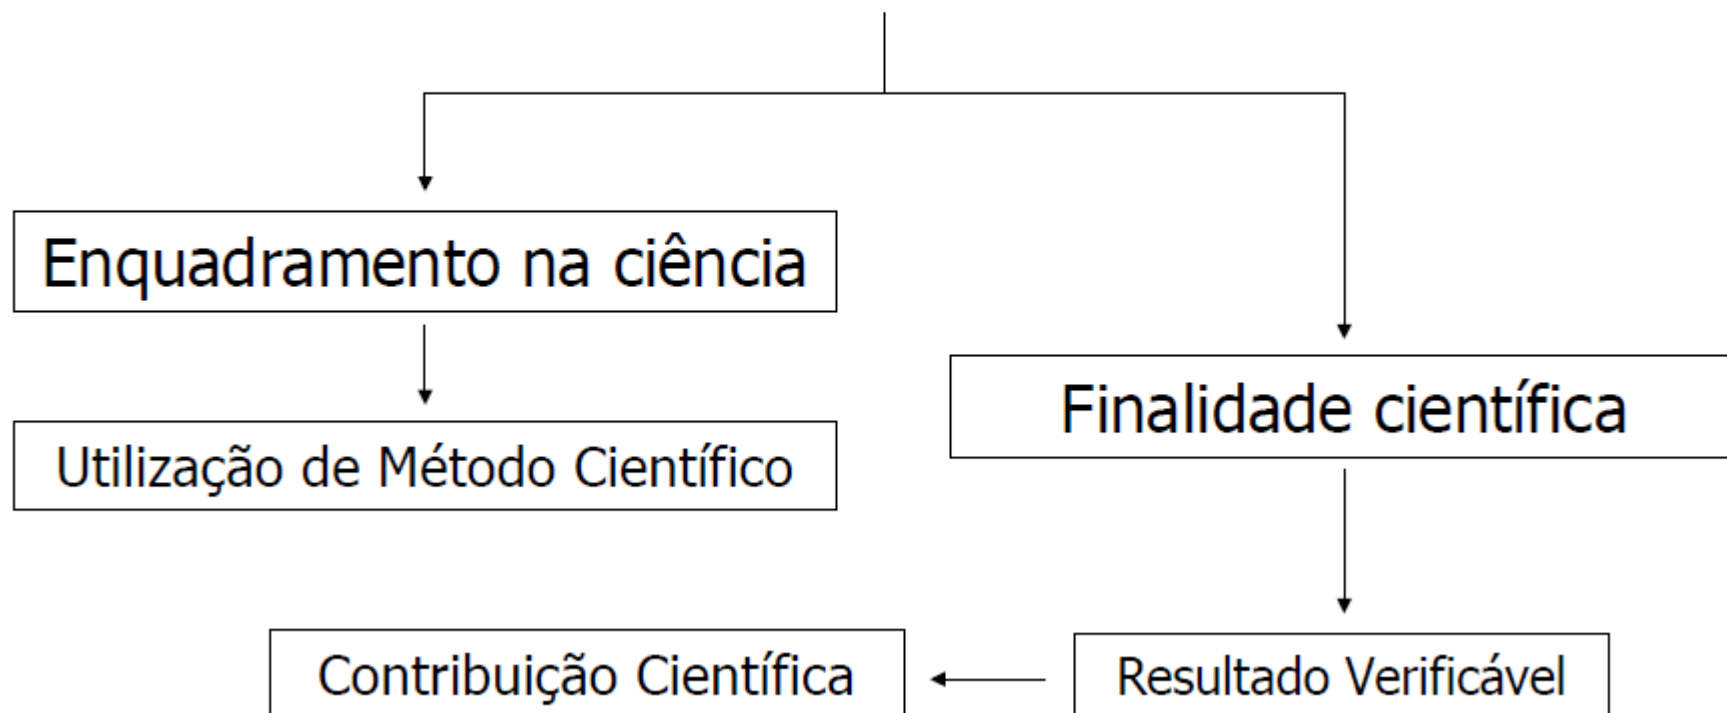 Enquadramento na ciência
Utilização de Método Científico
Finalidade científica
Contribuição Científica
Resultado Verificável